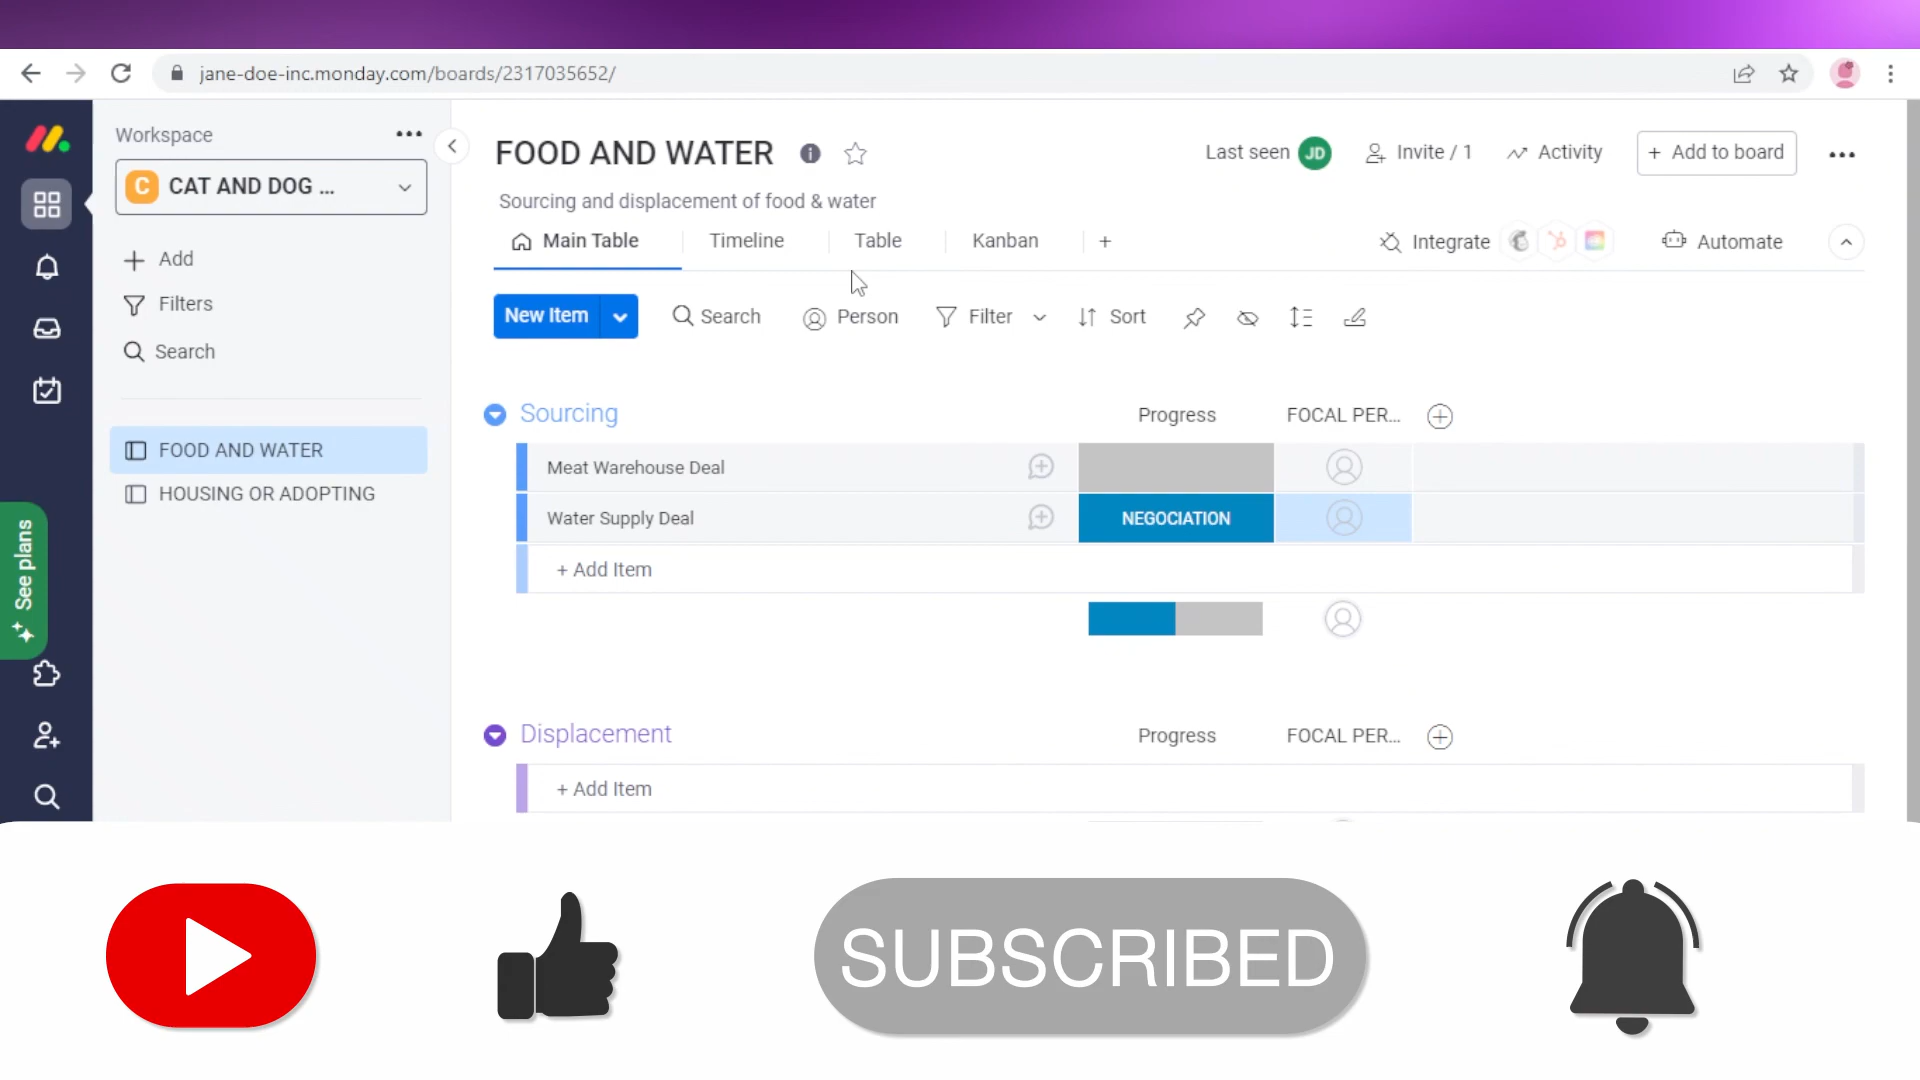 jane-doe-inc.monday.com/boards/2317035652/
Workspace
C CAT AND DOG ...
Add
Filters
Search
FOOD AND WATER
HOUSING OR ADOPTING
See plans
FOOD AND WATER
Last seen JD
Invite / 1
Activity
+ Add to board
Sourcing and displacement of food & water
Main Table
Timeline
Table
Kanban
+
Integrate
Automate
New Item
Search
Person
Filter
Sort
Sourcing
Progress
FOCAL PER...
Meat Warehouse Deal
Water Supply Deal
NEGOCIATION
+ Add Item
Displacement
Progress
FOCAL PER...
+ Add Item
SUBSCRIBED